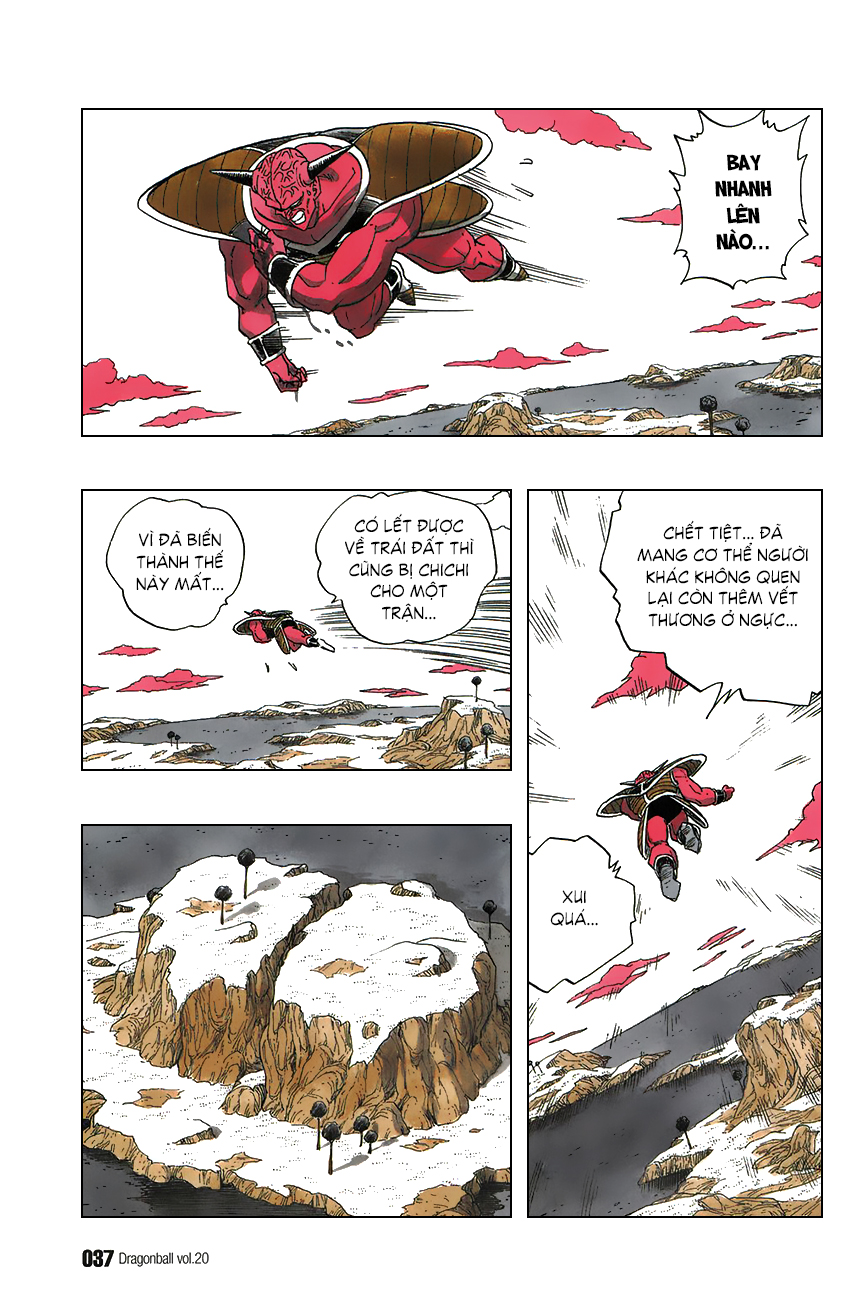 BAY
NHANH
LÊN
NÀO...
CHẾT TIỆT... ĐÃ
MANG CƠ THỂ NGƯỜI
KHÁC KHÔNG QUEN
LẠI CÒN THÊM VẾT
THƯƠNG Ở NGỰC...
XUI
QUÁ...
CÓ LẾT ĐƯỢC
VỀ TRÁI ĐẤT THÌ
CŨNG BỊ CHICHI
CHO MỘT
TRẬN...
VÌ ĐÃ BIẾN
THÀNH THẾ
NÀY MẤT...
037 Dragonball vol.20